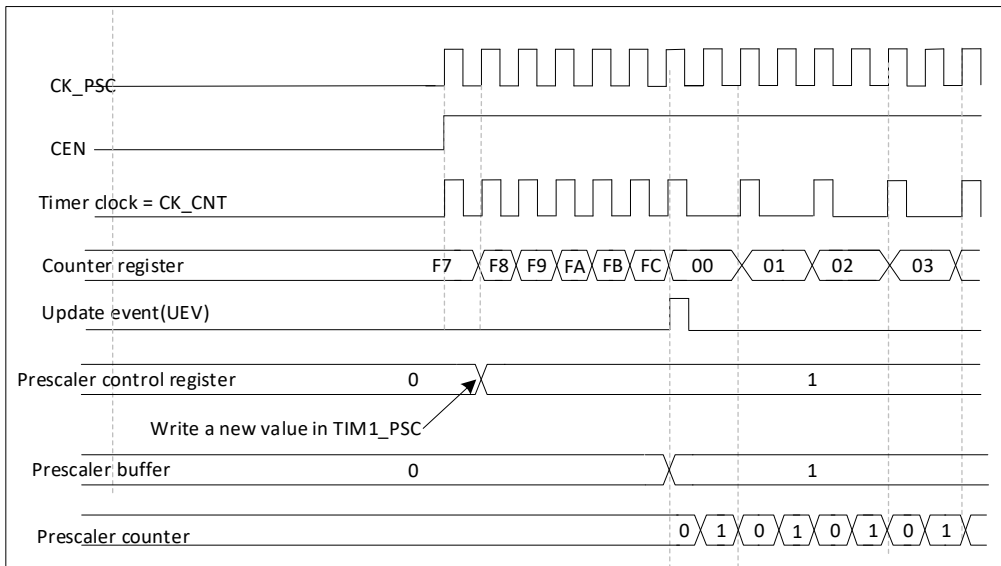 CK_PSC
CEN
Timer clock = CK_CNT
Counter register F7 F8 F9 FA FB FC 00 01 02 03
Update event(UEV)
Prescaler control register 0 1
Write a new value in TIM1_PSC
Prescaler buffer 0 1
Prescaler counter 0 1 0 1 0 1 0 1